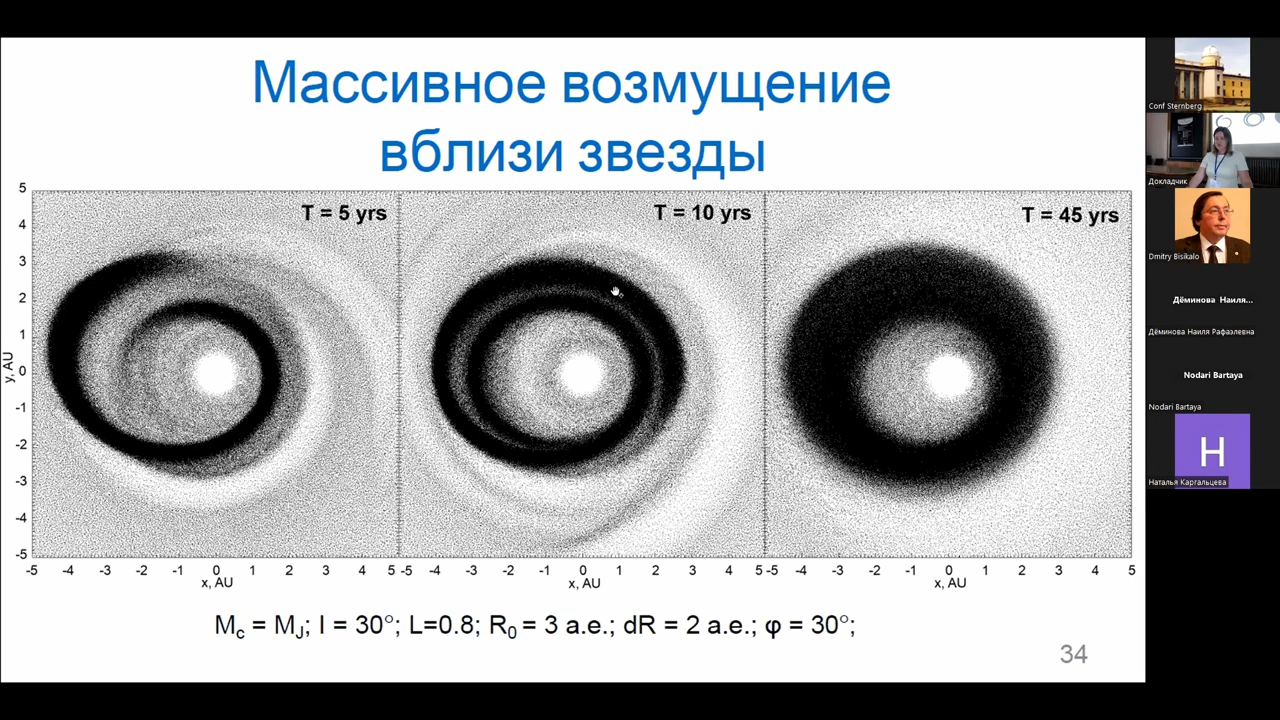 Массивное возмущение
вблизи звезды
T = 5 yrs
T = 10 yrs
T = 45 yrs
y, AU
5
4
3
2
1
0
-1
-2
-3
-4
-5
-5 -4 -3 -2 -1 0 1 2 3 4 5
-5 -4 -3 -2 -1 0 1 2 3 4 5
-5 -4 -3 -2 -1 0 1 2 3 4 5
x, AU
x, AU
x, AU
Mc = MJ; I = 30°; L=0.8; R0 = 3 а.е.; dR = 2 а.е.; φ = 30°;
34
Conf Sternberg
Докладчик
Dmitry Bisikalo
Дёминова Наиля...
Дёминова Наиля Рафаэлевна
Nodari Bartaya
Nodari Bartaya
Н
Наталья Каргальцева